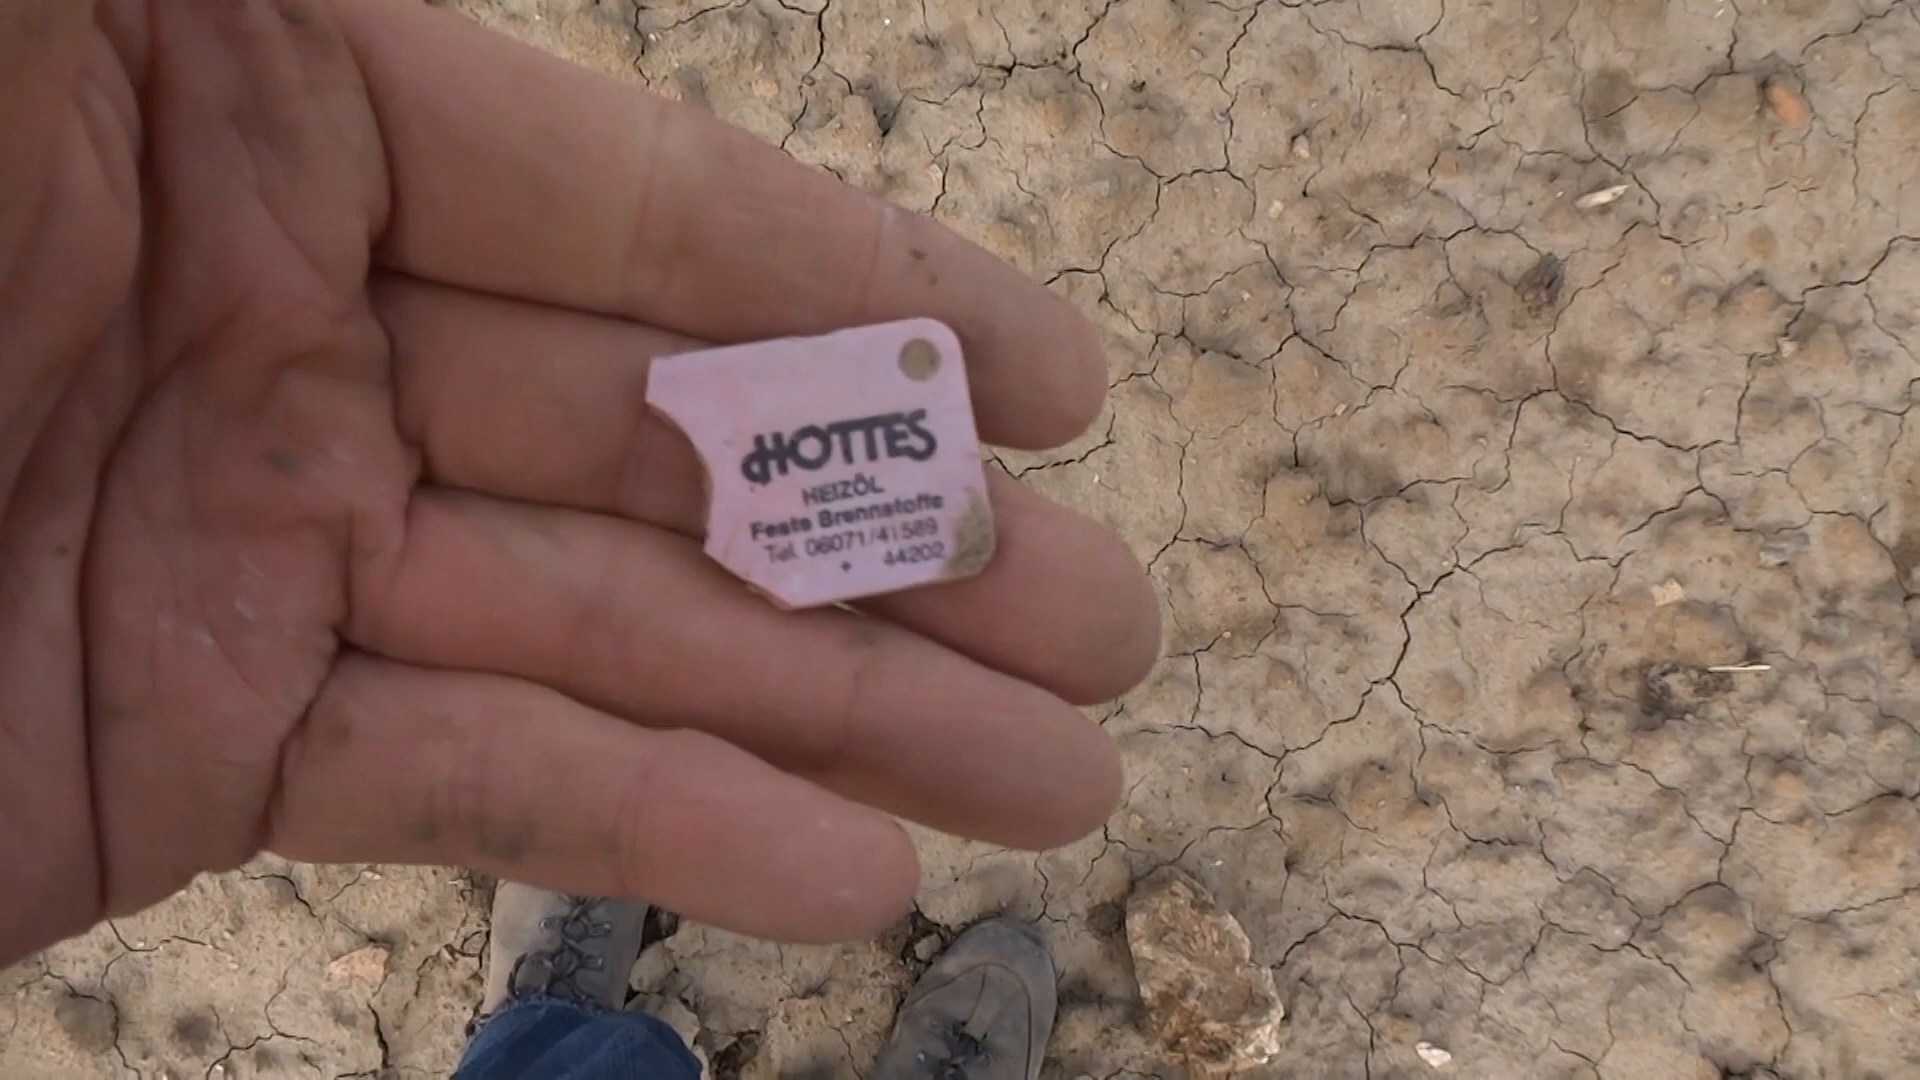 HOTTES
HEIZÖL
Feste Brennstoffe
Tel. 06071/41589
+ 44202